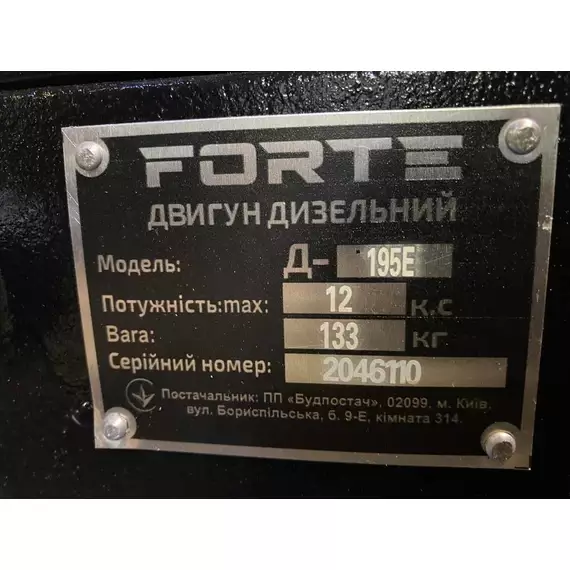 FORTE
ДВИГУН ДИЗЕЛЬНИЙ
Модель: Д- 195E
Потужність:max: 12 к.с
Вага: 133 кг
Серійний номер: 2046110
Постачальник: ПП «Будпостач», 02099, м. Київ,
вул. Бориспільська, б. 9-Е, кімната 314.